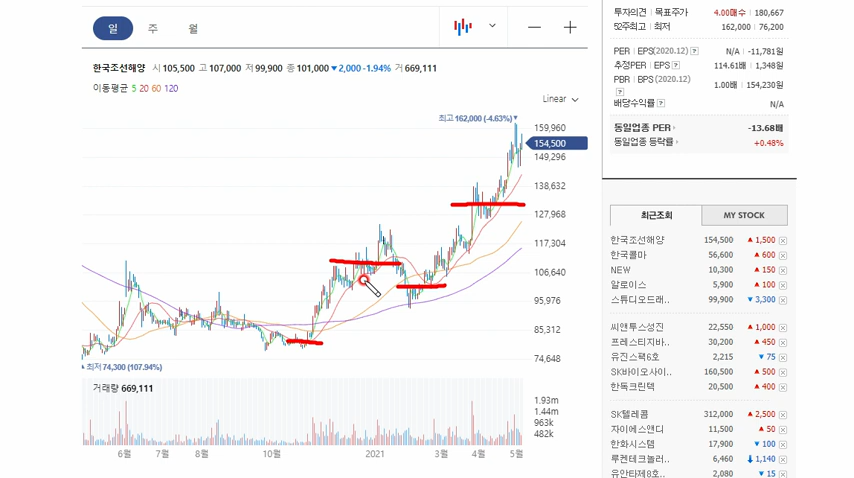 일 주 월
한국조선해양 시 105,500 고 107,000 저 99,900 종 101,000 ▼2,000 -1.94% 거 669,111
이동평균 5 20 60 120
Linear
최고 162,000 (-4.63%)
159,960
154,500
149,296
138,632
127,968
117,304
106,640
95,976
85,312
74,648
최저 74,300 (107.94%)
거래량 669,111
1.93m
1.44m
963k
482k
6월 7월 8월 10월 2021 3월 4월 5월
투자의견 | 목표주가 4.00매수 | 180,667
52주최고 | 최저 162,000 | 76,200
PER | EPS(2020.12) ? N/A | -11,781원
추정PER | EPS ? 114.61배 | 1,348원
PBR | BPS (2020.12) ? 1.00배 | 154,230원
배당수익률 ? N/A
동일업종 PER -13.68배
동일업종 등락률 +0.48%
최근조회 MY STOCK
한국조선해양 154,500 ▲ 1,500
한국콜마 56,600 ▲ 600
NEW 10,300 ▲ 150
알로이스 5,900 ▲ 100
스튜디오드래.. 99,900 ▼ 3,300
씨앤투스성진 22,550 ▲ 1,000
프레스티지바.. 30,200 ▲ 450
유진스팩6호 2,215 ▼ 75
SK바이오사이.. 160,500 ▲ 500
한독크린텍 20,500 ▲ 400
SK텔레콤 312,000 ▲ 2,500
자이에스앤디 11,500 ▲ 50
한화시스템 17,900 ▼ 100
루켄테크놀러.. 6,460 ↓ 1,140
유안타제8호.. 2,080 ▼ 15